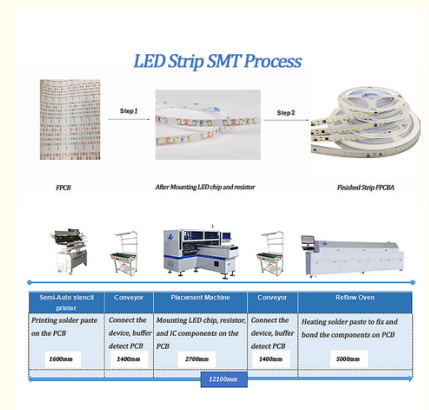 LED Strip SMT Process
Step 1
Step 2
FPCB
After Mounting LED chip and resistor
Finished Strip FPCBA
Semi-Auto stencil
printer
Conveyor
Placement Machine
Conveyor
Reflow Oven
Printing solder paste
on the PCB
Connect the
device, buffer
detect PCB
Mounting LED chip, resistor,
and IC components on the
PCB
Connect the
device, buffer
detect PCB
Heating solder paste to fix and
bond the components on PCB
1600mm
1400mm
2700mm
1400mm
5000mm
12100mm